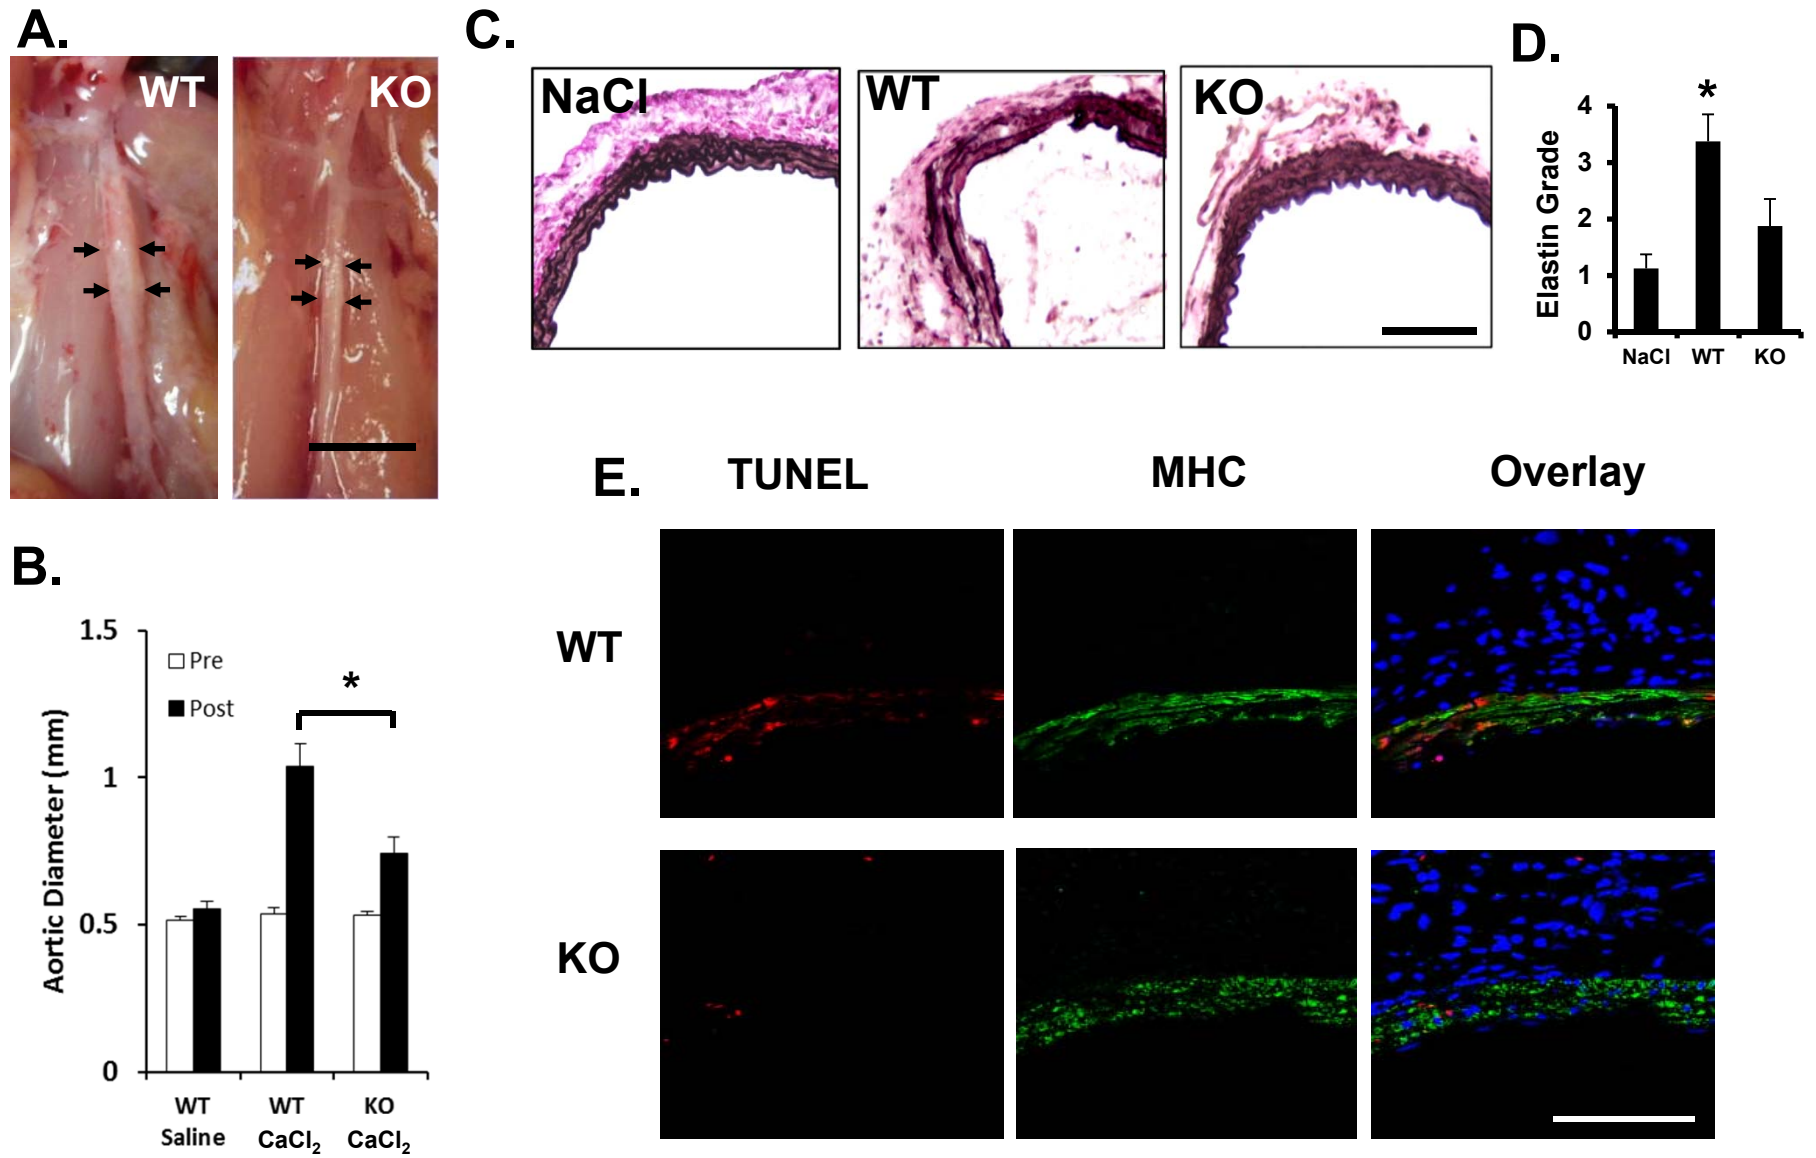 A.
WT
KO
B.
1.5
1
0.5
0
Aortic Diameter (mm)
Pre
Post
*
WT
Saline
WT
CaCl₂
KO
CaCl₂
C.
NaCl
WT
KO
D.
*
4
3
2
1
0
Elastin Grade
NaCl
WT
KO
E.
TUNEL
MHC
Overlay
WT
KO